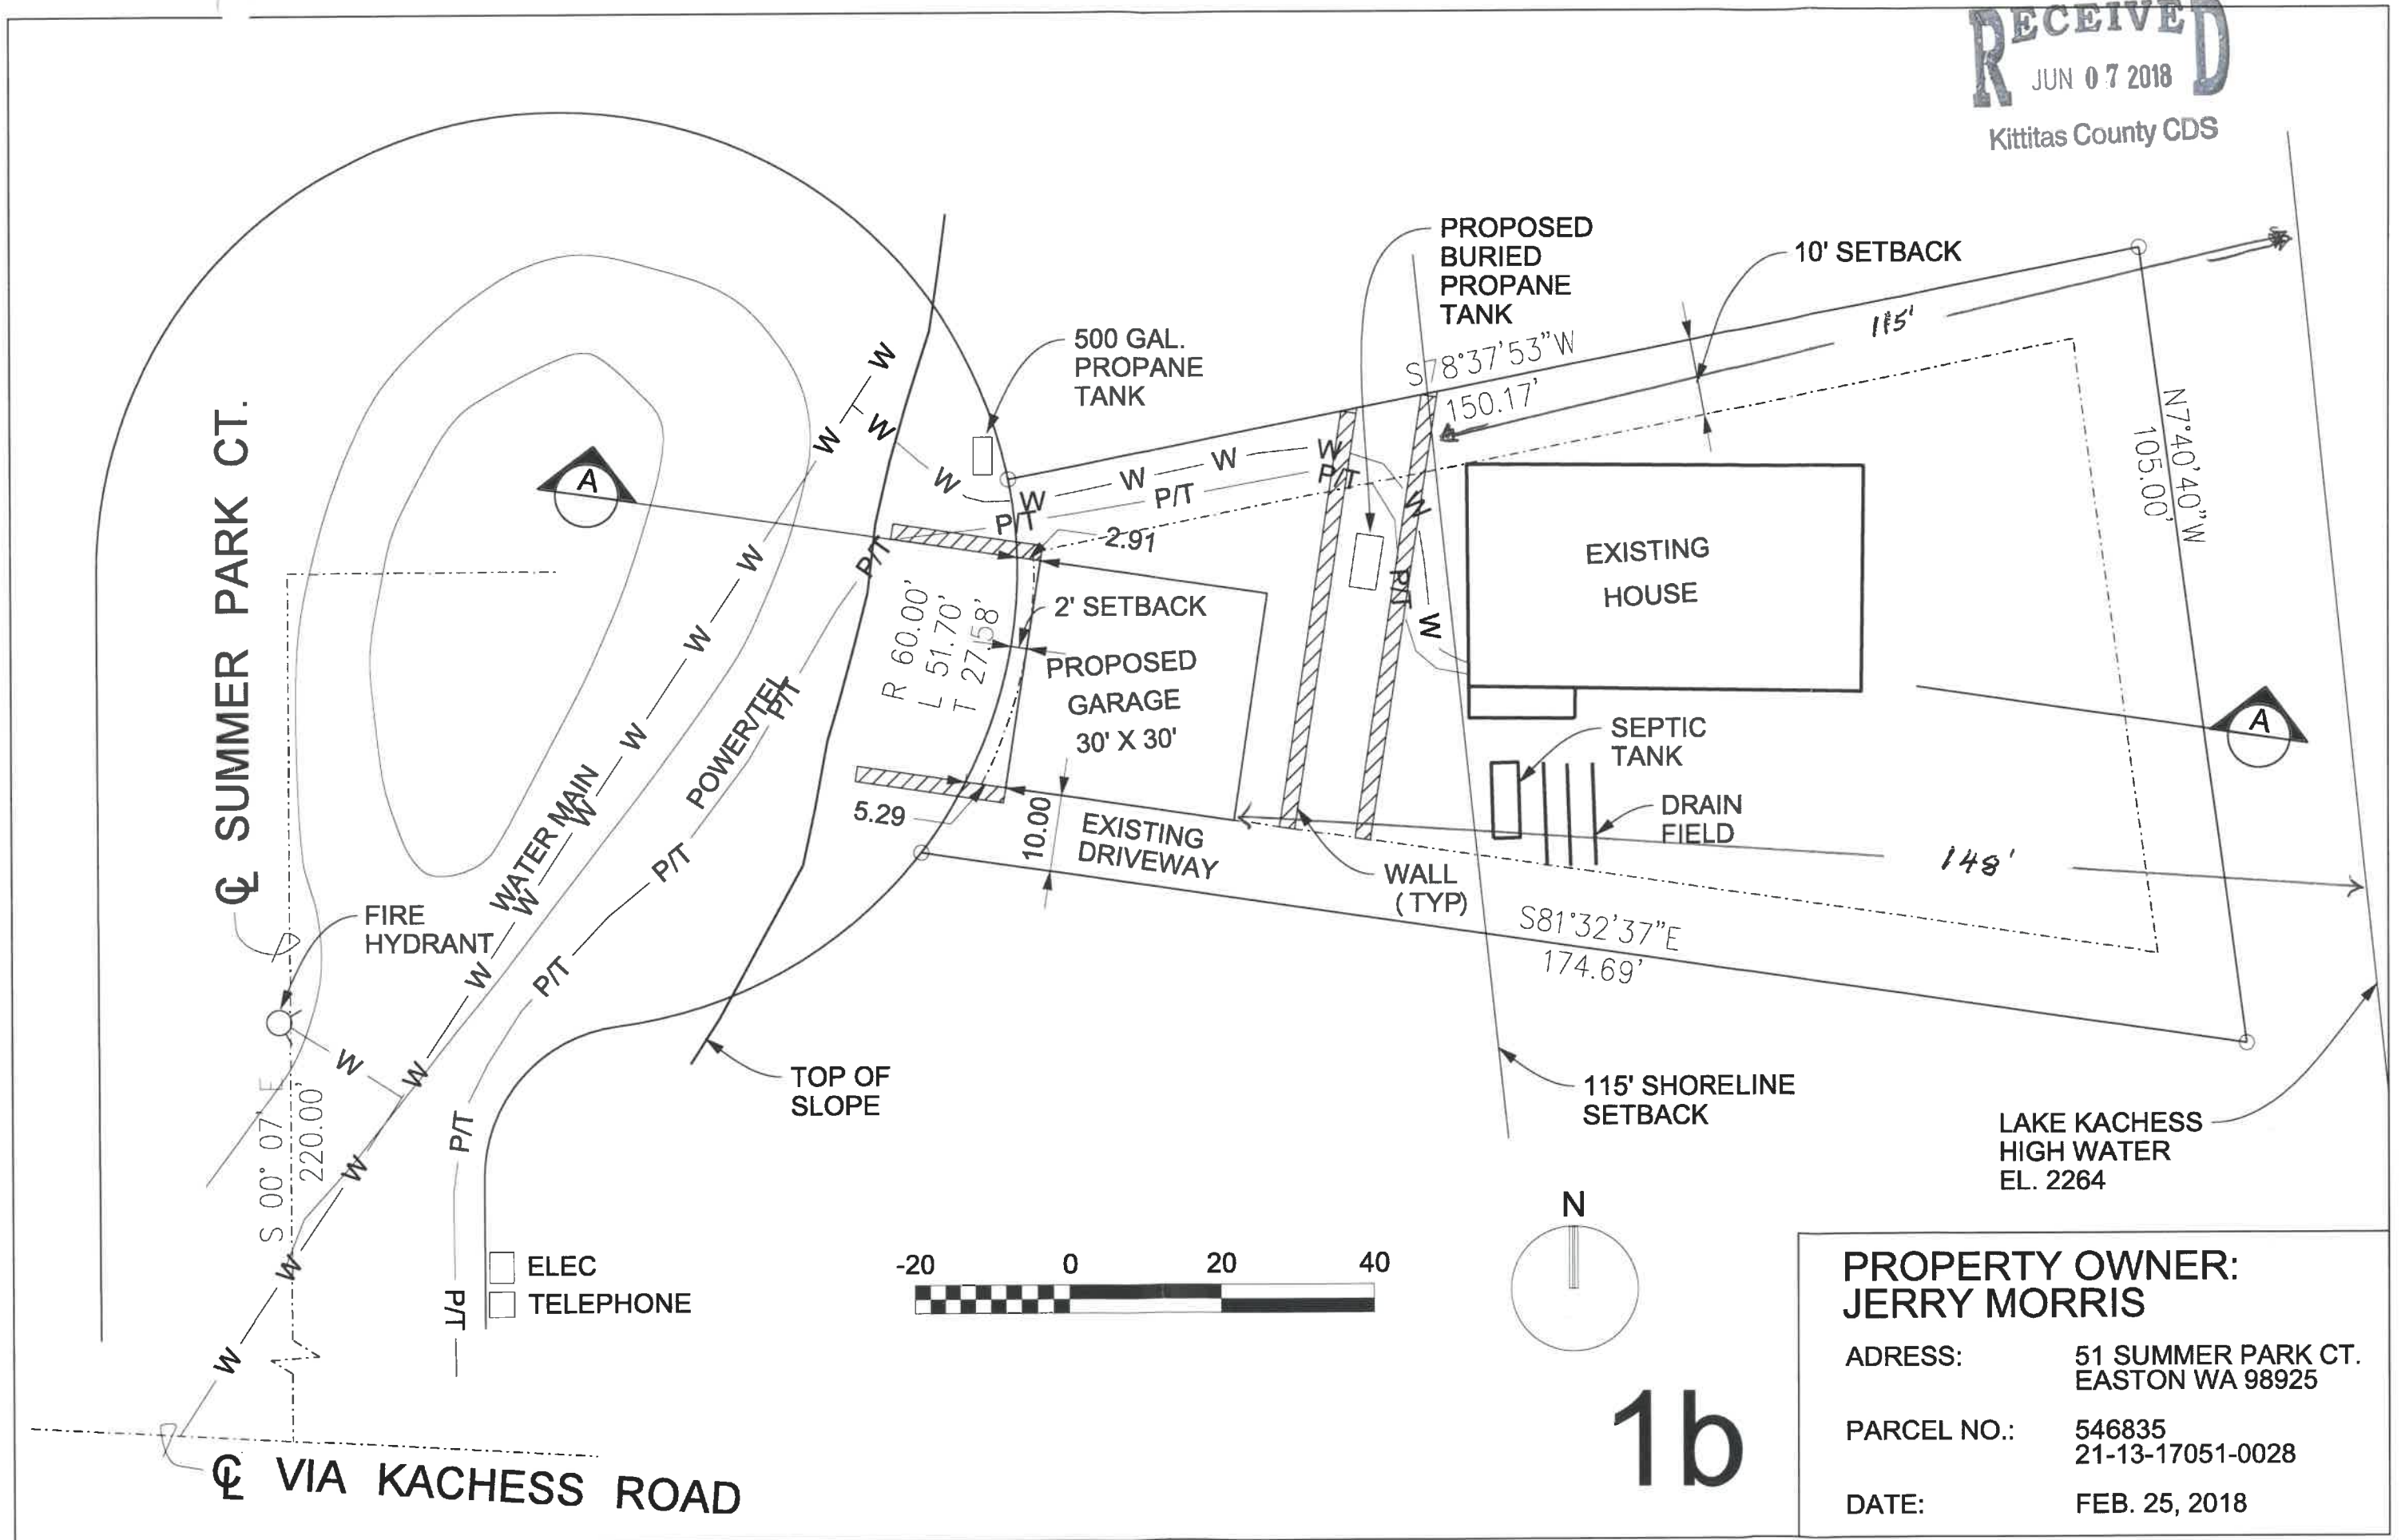 RECEIVED
JUN 07 2018
Kittitas County CDS
PROPOSED
BURIED
PROPANE
TANK
10' SETBACK
115'
500 GAL.
PROPANE
TANK
S78°37'53"W
150.17'
N7°40'40"W
105.00'
℄ SUMMER PARK CT.
A
W
W
W
W
W
W
W
W
W
W
W
P/T
P/T
P/T
2.91
W
P/T
W
EXISTING
HOUSE
W
W
W
W
W
W
W
W
W
W
W
W
P/T
P/T
P/T
P/T
P/T
P/T
WATER MAIN
POWER/TEL
R 60.00'
L 51.70'
T 27.58'
2' SETBACK
PROPOSED
GARAGE
30' X 30'
5.29
10.00
EXISTING
DRIVEWAY
SEPTIC
TANK
DRAIN
FIELD
A
148'
WALL
(TYP)
S81°32'37"E
174.69'
FIRE
HYDRANT
TOP OF
SLOPE
115' SHORELINE
SETBACK
LAKE KACHESS
HIGH WATER
EL. 2264
S 00° 07' E
220.00'
ELEC
TELEPHONE
-20 0 20 40
N
1b
℄ VIA KACHESS ROAD
PROPERTY OWNER:
JERRY MORRIS
ADRESS: 51 SUMMER PARK CT.
EASTON WA 98925
PARCEL NO.: 546835
21-13-17051-0028
DATE: FEB. 25, 2018